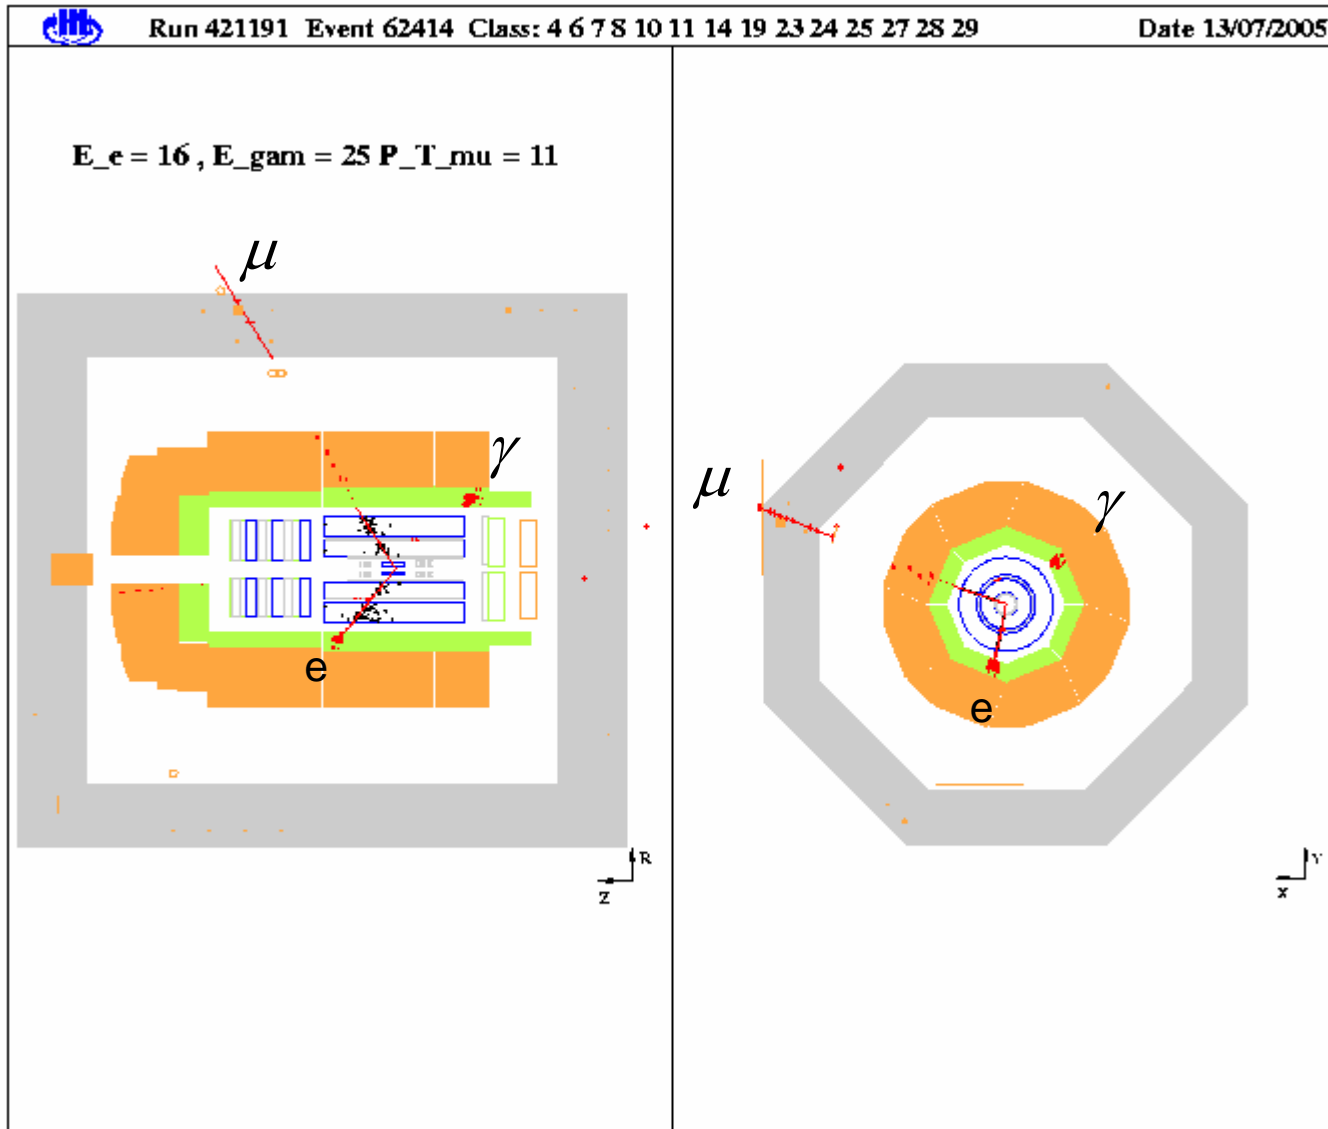 Run 421191 Event 62414 Class: 4 6 7 8 10 11 14 19 23 24 25 27 28 29 Date 13/07/2005
E_e = 16 , E_gam = 25 P_T_mu = 11
μ
γ
e
R
Z
μ
γ
e
Y
X